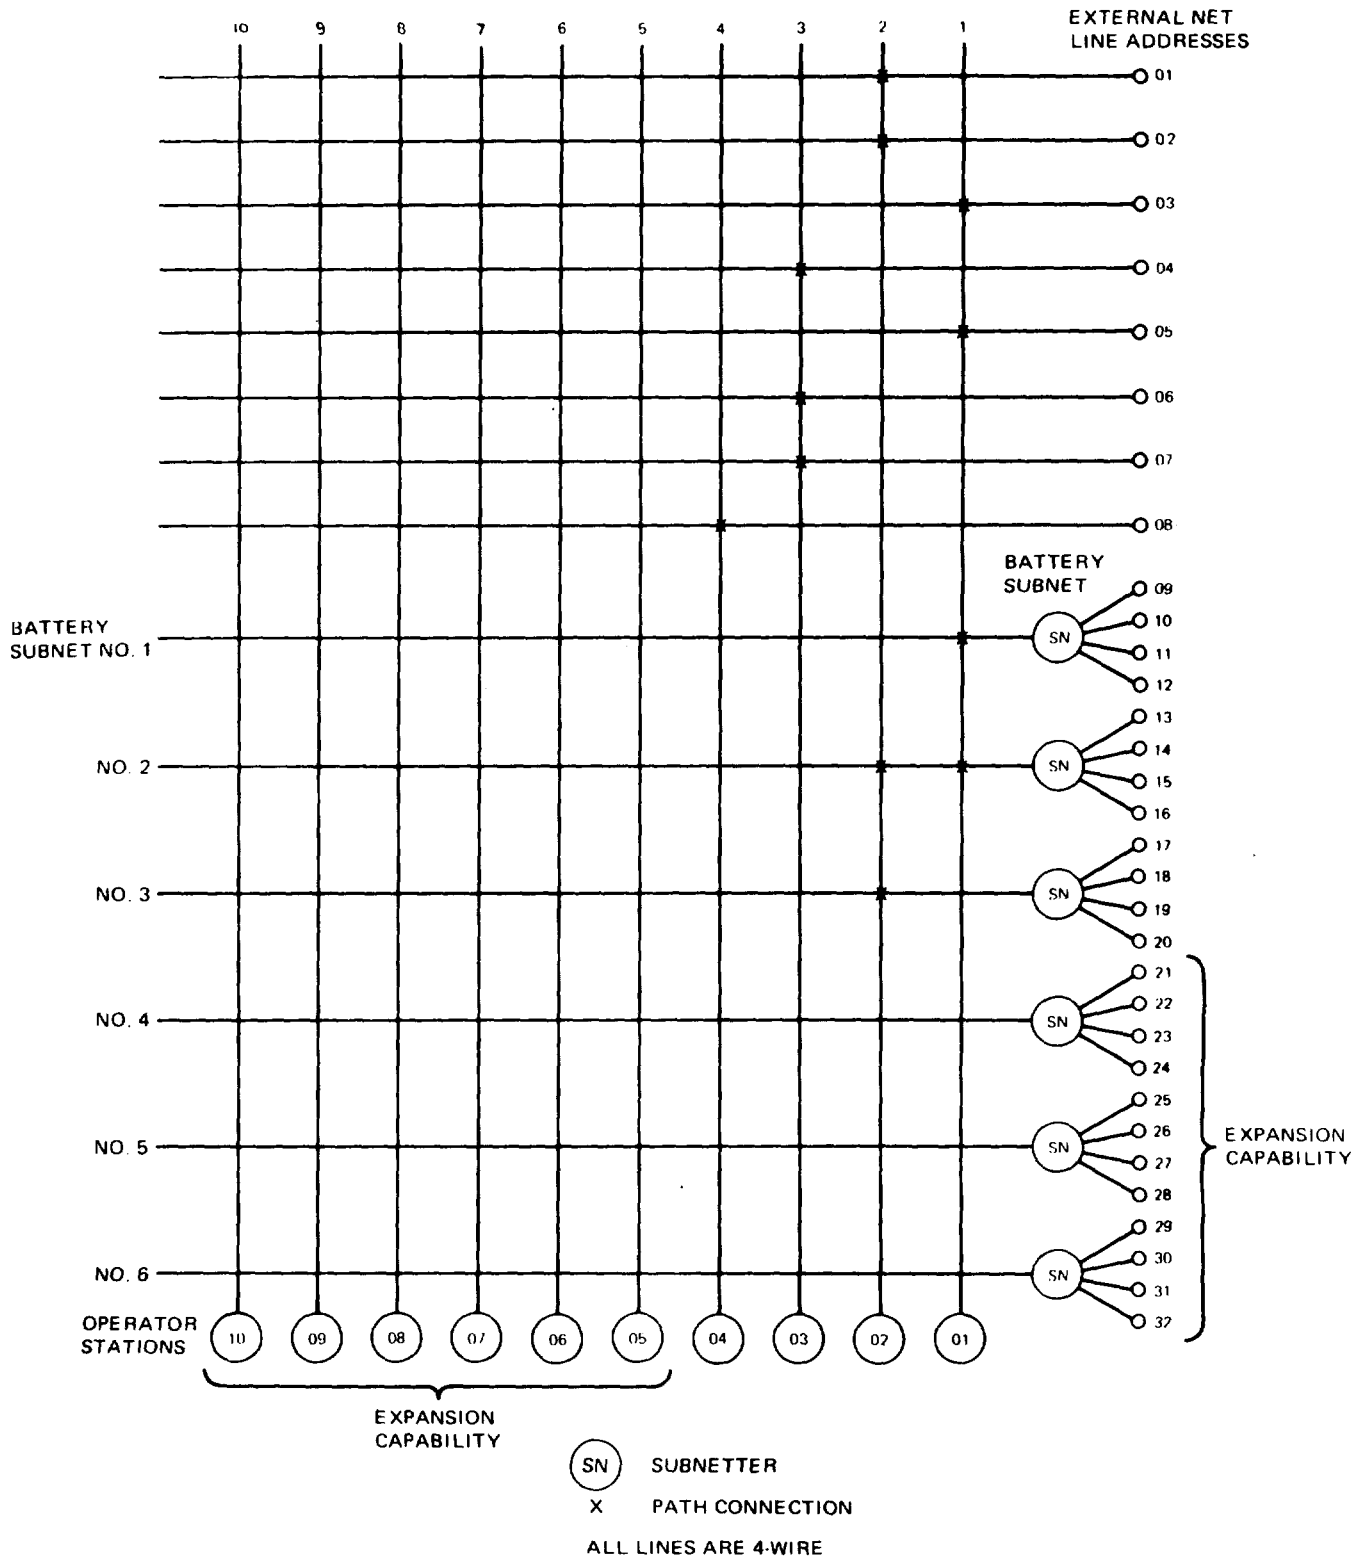 10 9 8 7 6 5 4 3 2 1
EXTERNAL NET
LINE ADDRESSES
01
02
03
04
05
06
07
08
BATTERY
SUBNET
09
10
11
12
BATTERY
SUBNET NO. 1
SN
13
14
15
16
NO. 2
SN
17
18
19
20
NO. 3
SN
21
22
23
24
NO. 4
SN
25
26
27
28
NO. 5
SN
EXPANSION
CAPABILITY
29
30
31
32
NO. 6
SN
OPERATOR
STATIONS
10 09 08 07 06 05 04 03 02 01
EXPANSION
CAPABILITY
SN SUBNETTER
X PATH CONNECTION
ALL LINES ARE 4-WIRE